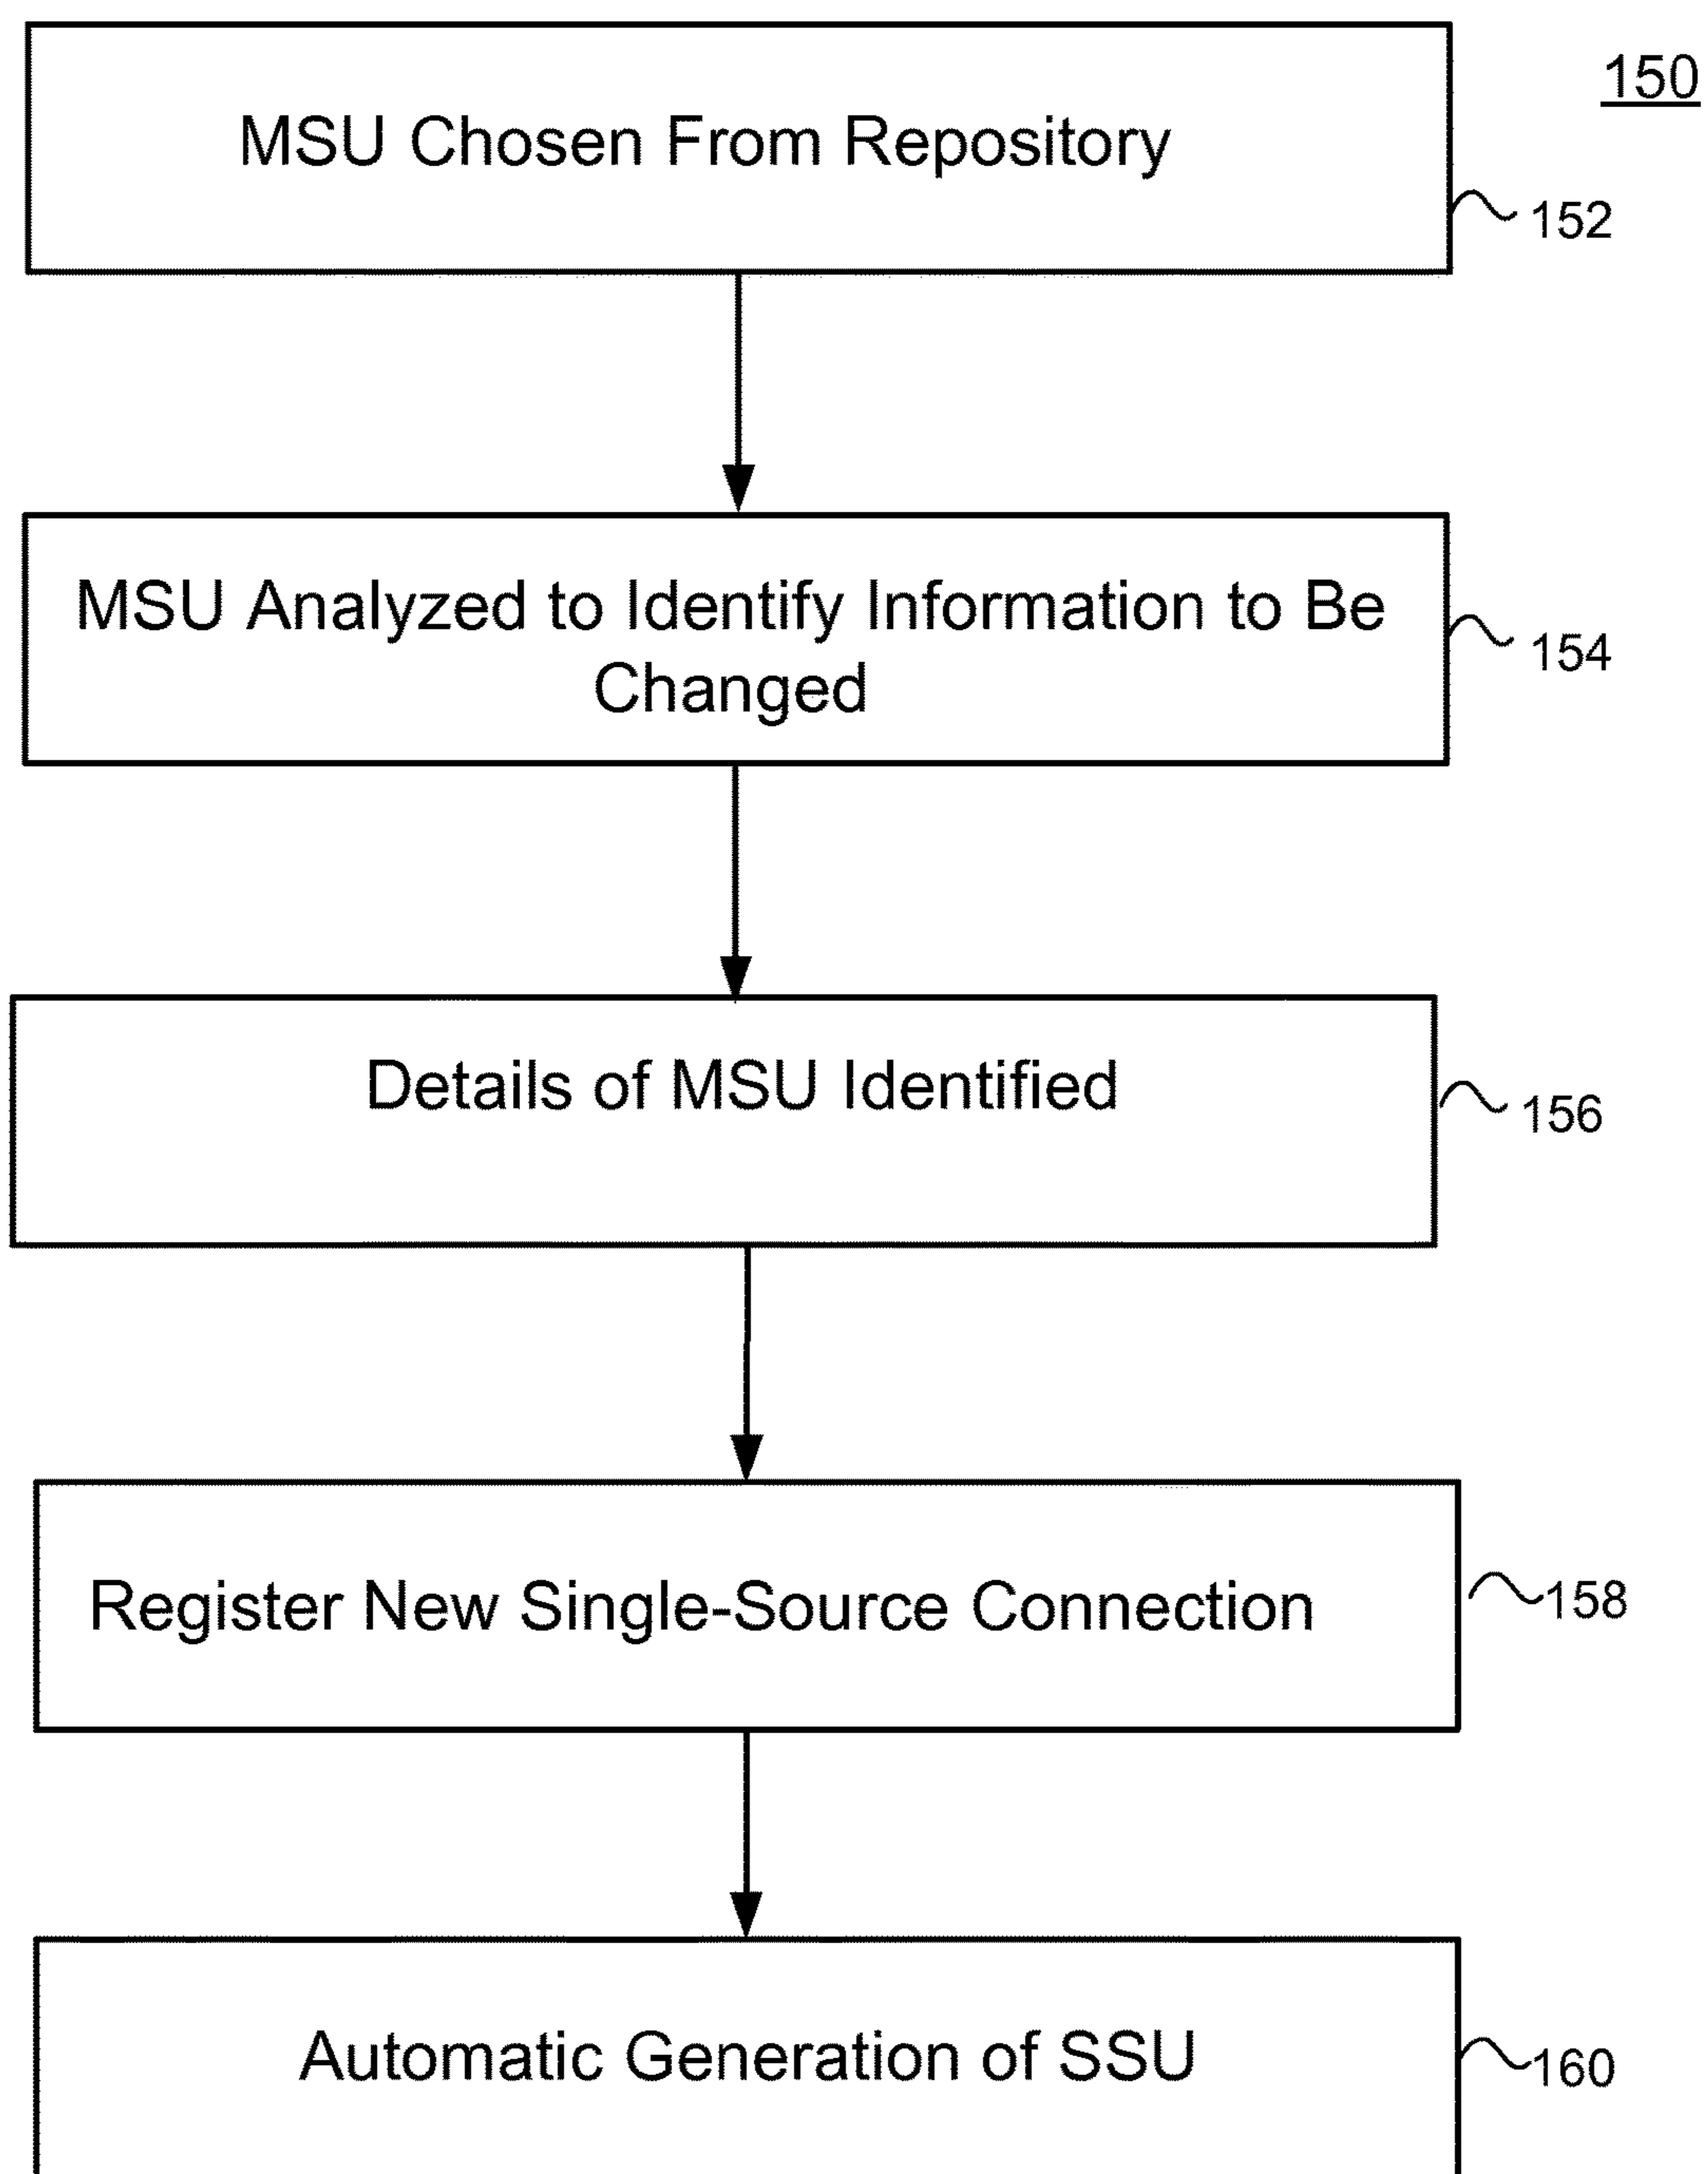 150
MSU Chosen From Repository
152
MSU Analyzed to Identify Information to Be
Changed
154
Details of MSU Identified
156
Register New Single-Source Connection
158
Automatic Generation of SSU
160